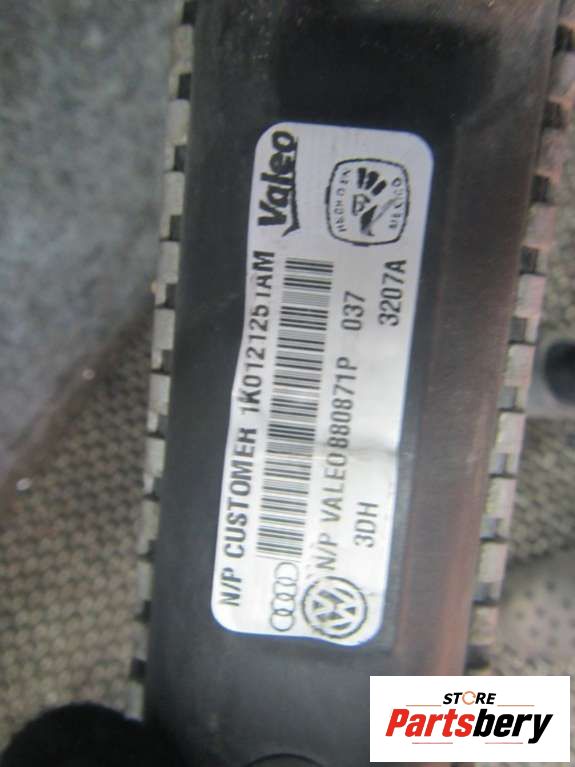 Valeo
HECHO EN
MEXICO
N/P CUSTOMER 1K0121251AM
N/P VALEO 880871P 037
3DH 3207A
STORE
Partsbery